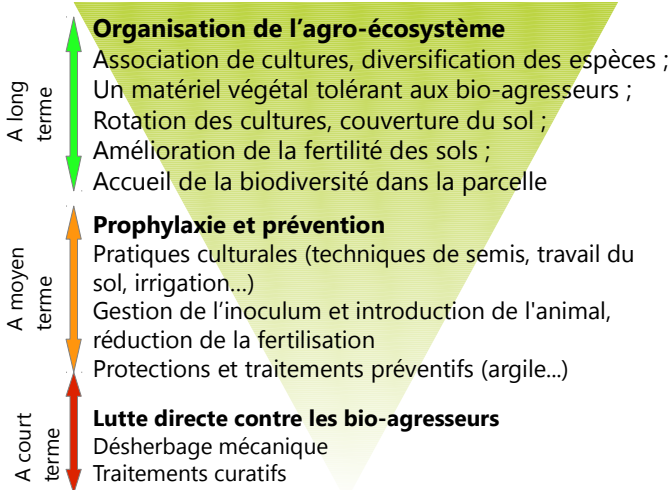 A long
terme
Organisation de l’agro-écosystème
Association de cultures, diversification des espèces ;
Un matériel végétal tolérant aux bio-agresseurs ;
Rotation des cultures, couverture du sol ;
Amélioration de la fertilité des sols ;
Accueil de la biodiversité dans la parcelle
A moyen
terme
Prophylaxie et prévention
Pratiques culturales (techniques de semis, travail du
sol, irrigation...)
Gestion de l’inoculum et introduction de l'animal,
réduction de la fertilisation
Protections et traitements préventifs (argile...)
A court
terme
Lutte directe contre les bio-agresseurs
Désherbage mécanique
Traitements curatifs